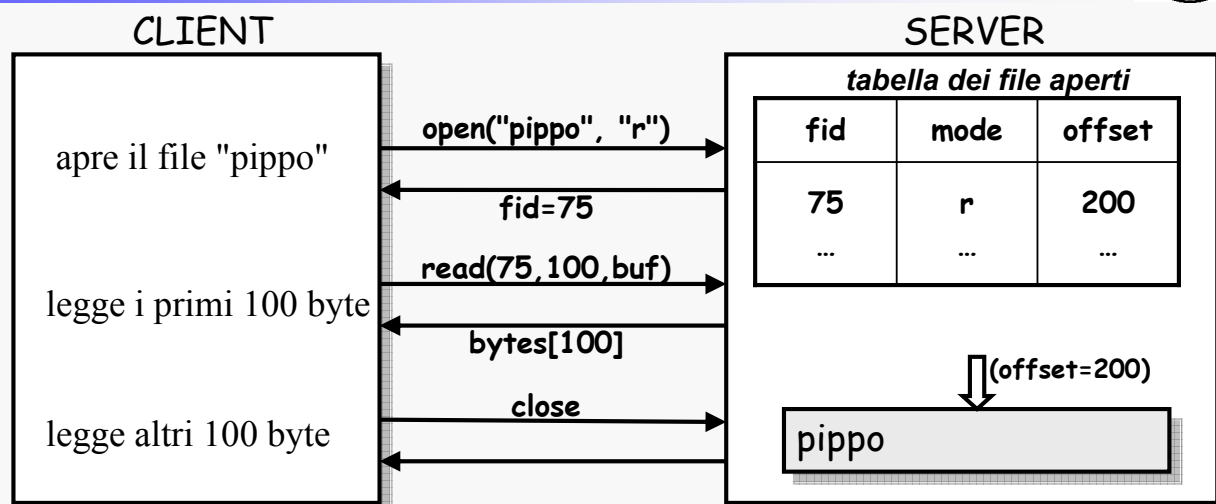 CLIENT
SERVER
tabella dei file aperti
fid mode offset
75 r 200
... ... ...
apre il file "pippo"
open("pippo", "r")
fid=75
legge i primi 100 byte
read(75,100,buf)
bytes[100]
legge altri 100 byte
close
(offset=200)
pippo